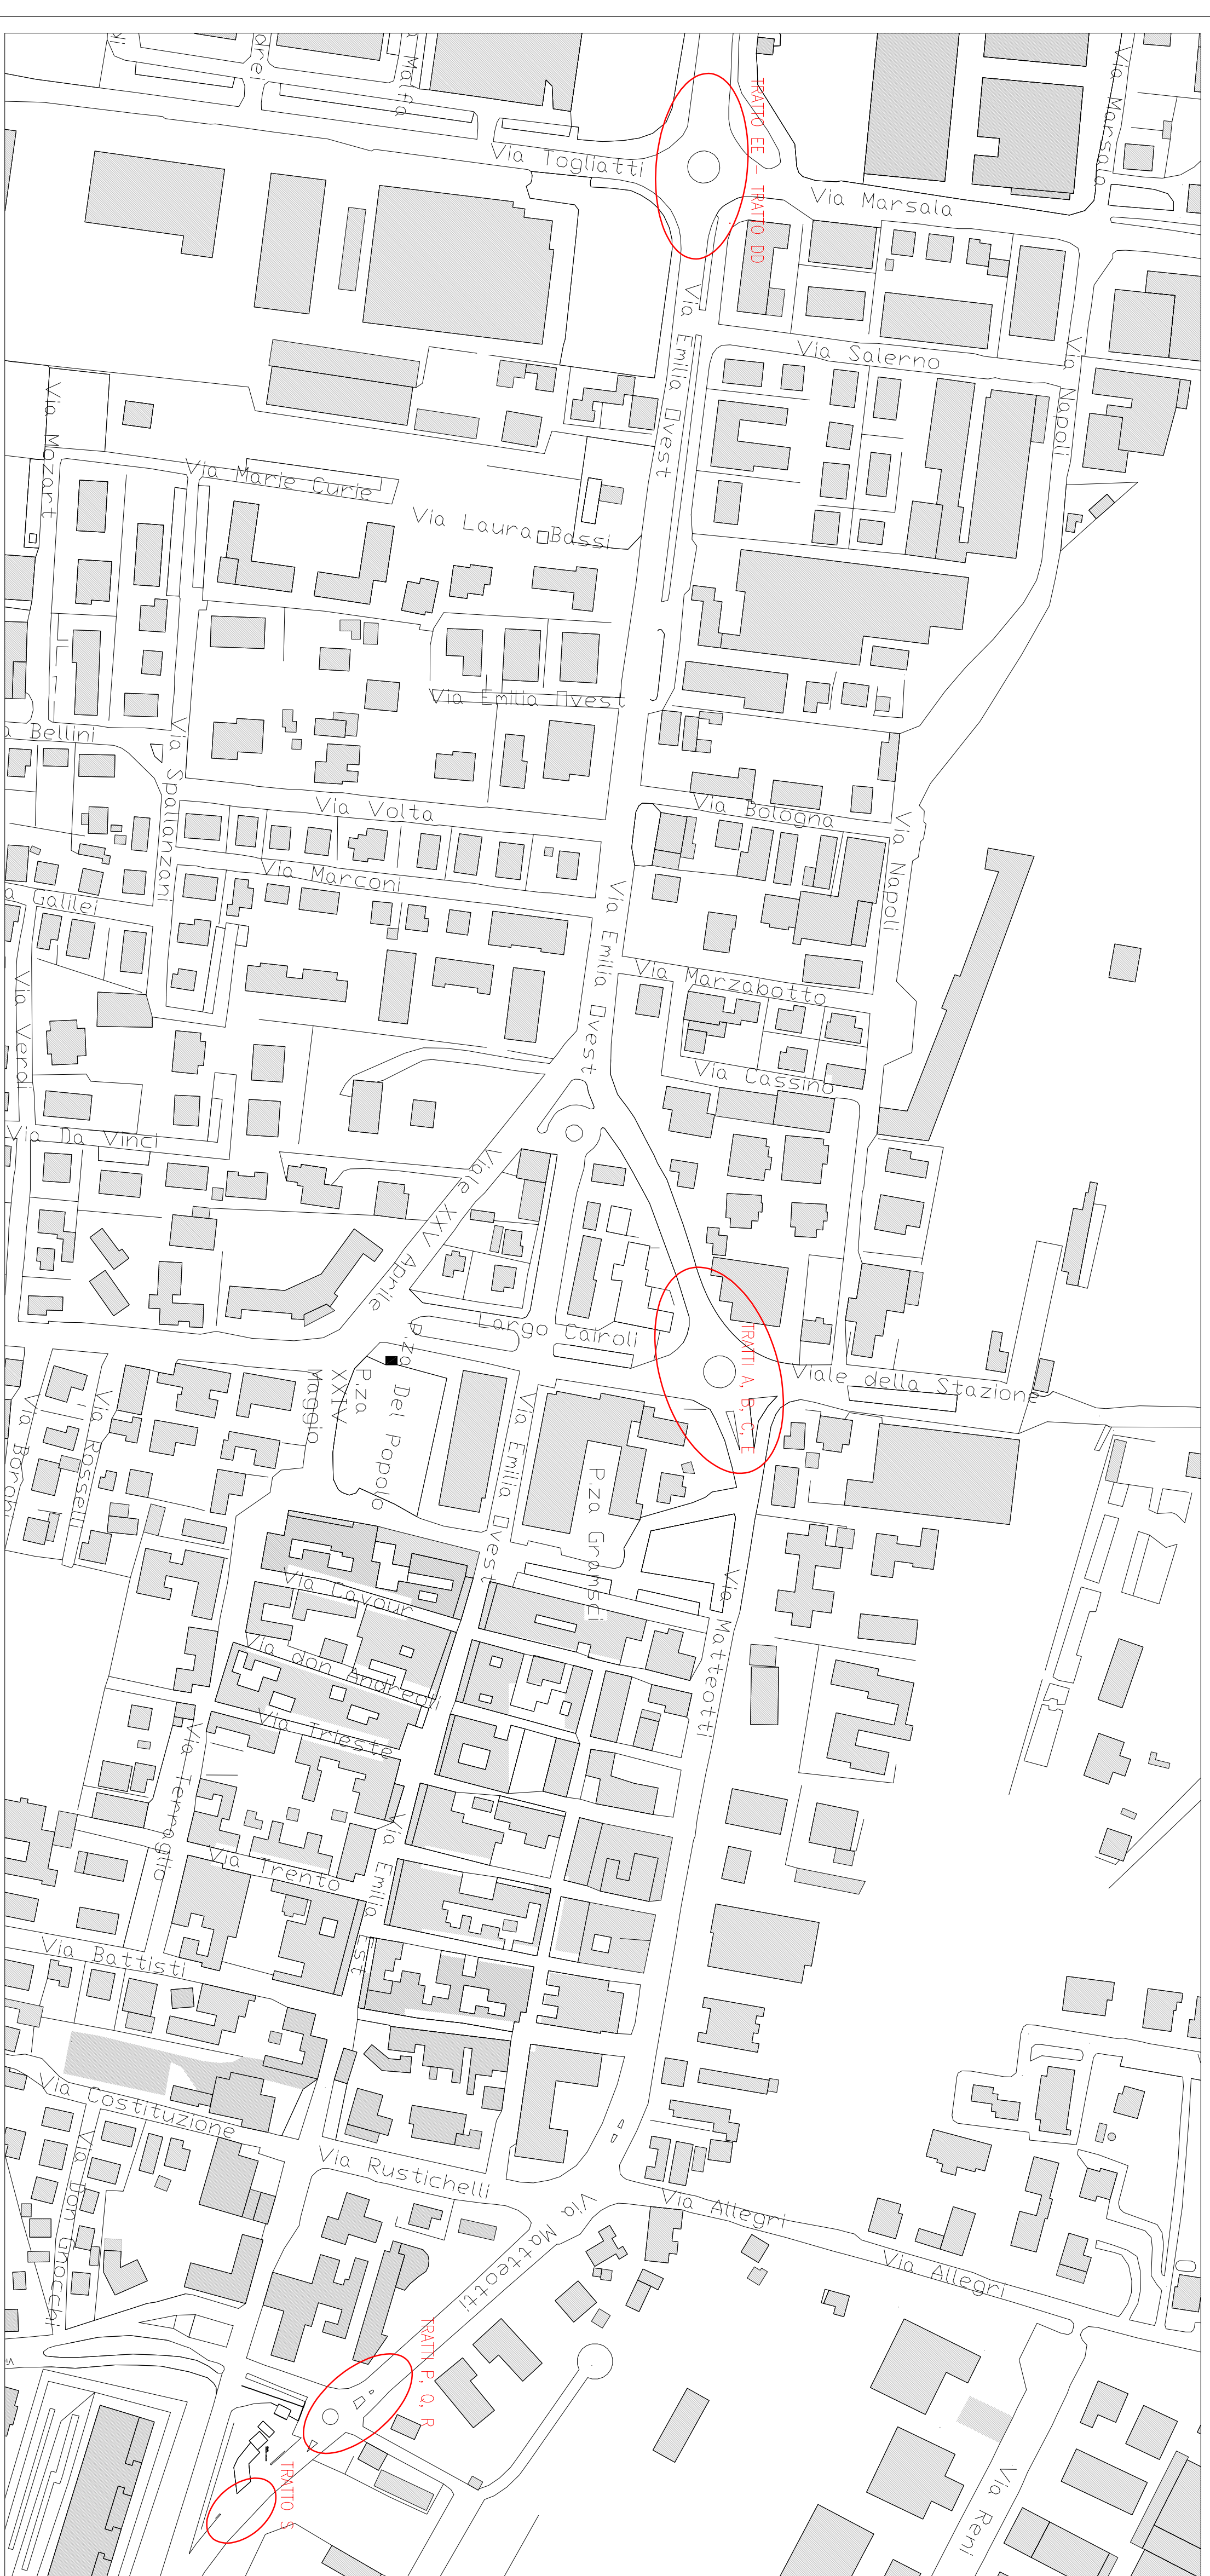 Via Togliatti
TRATTO EE - TRATTO DD
Via Marsala
Via Marsala
Via Emilia Ovest
Via Salerno
Via Napoli
Via Mozart
Via Marie Curie
Via Laura Bassi
Via Emilia Ovest
Bellini
Via Spallanzani
Via Volta
Via Bologna
Via Napoli
Via Marconi
Galilei
Via Emilia Ovest
Via Marzabotto
Via Verdi
Via Cassino
Via Da Vinci
Viale XXV Aprile
Largo Cairoli
TRATTI A, B, C, E
Viale della Stazione
P.za
Del Popolo
P.za
XXIV
Maggio
Via Rosselli
Via Borghi
Via Emilia Ovest
P.za Gramsci
Via Cavour
Via Matteotti
Via don Andreoli
Via Trieste
Via Terraglio
Via Emilia Est
Via Trento
Via Battisti
Via Costituzione
Via Don Gnocchi
Via Rustichelli
Via Matteotti
Via Allegri
Via Allegri
TRATTI P, Q, R
TRATTO S
Via Reni